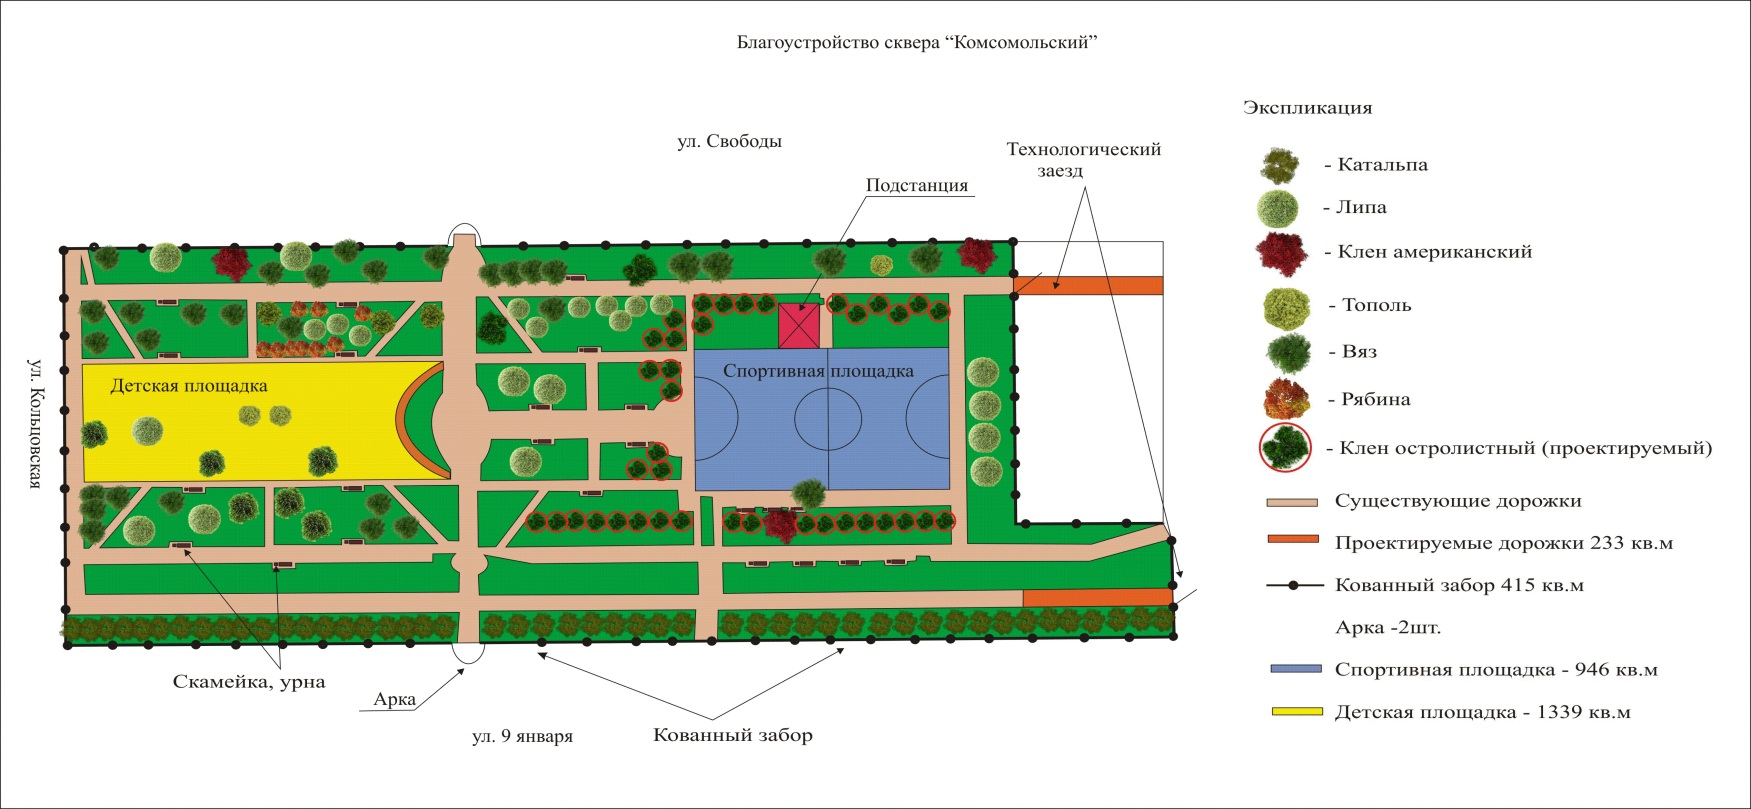 Благоустройство сквера “Комсомольский”
Экспликация
ул. Свободы
Технологический
заезд
Подстанция
- Катальпа
- Липа
- Клен американский
- Тополь
- Вяз
- Рябина
- Клен остролистный (проектируемый)
Существующие дорожки
Проектируемые дорожки 233 кв.м
Кованный забор 415 кв.м
Арка -2шт.
Спортивная площадка - 946 кв.м
Детская площадка - 1339 кв.м
ул. Кольцовская
Детская площадка
Спортивная площадка
Скамейка, урна
Арка
ул. 9 января
Кованный забор